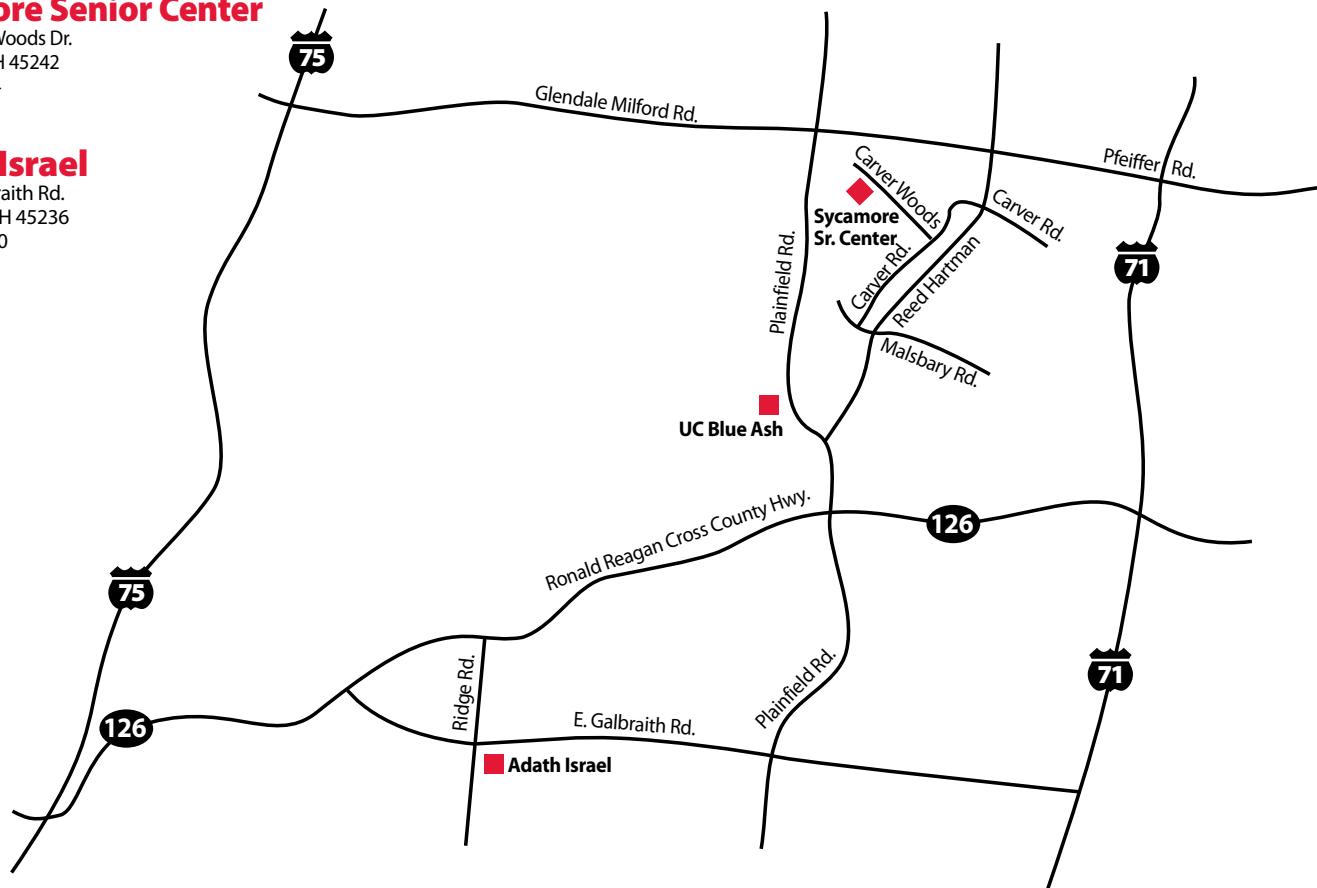 ore Senior Center
Woods Dr.
H 45242
Israel
raith Rd.
H 45236
0
75
Glendale Milford Rd.
Pfeiffer Rd.
Carver Woods
Sycamore
Sr. Center
Carver Rd.
Carver Rd.
Reed Hartman
Plainfield Rd.
71
Malsbary Rd.
UC Blue Ash
Ronald Reagan Cross County Hwy.
126
75
Ridge Rd.
Plainfield Rd.
71
126
E. Galbraith Rd.
Adath Israel